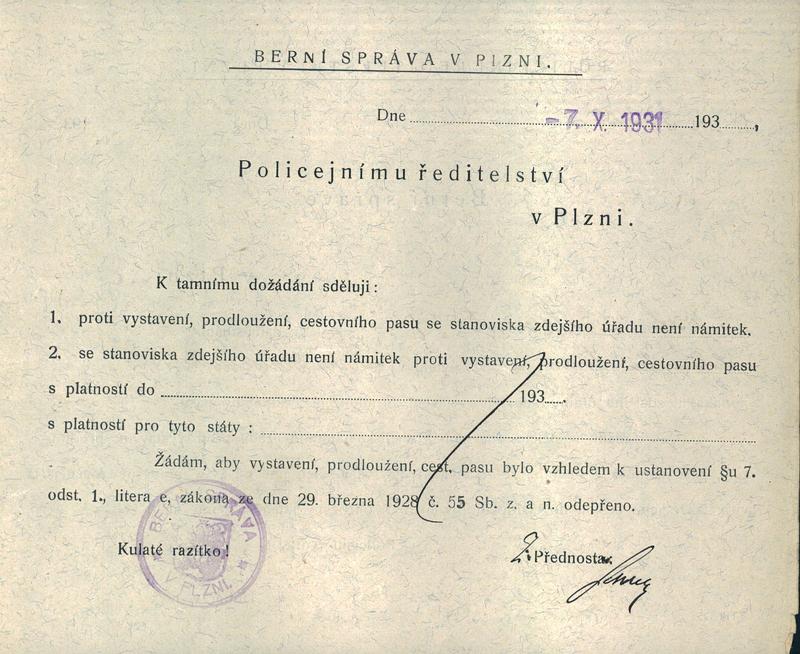 BERNÍ SPRÁVA V PLZNI.
Dne -7. X. 1931 193 ,
Policejnímu ředitelství
v Plzni.
K tamnímu dožádání sděluji:
1. proti vystavení, prodloužení, cestovního pasu se stanoviska zdejšího úřadu není námitek.
2. se stanoviska zdejšího úřadu není námitek proti vystavení, prodloužení, cestovního pasu
s platností do 193 .
s platností pro tyto státy :
Žádám, aby vystavení, prodloužení, cest. pasu bylo vzhledem k ustanovení §u 7.
odst. 1., litera e, zákona ze dne 29. března 1928 č. 55 Sb. z. a n. odepřeno.
BERNÍ SPRÁVA
V PLZNI.
Kulaté razítko!
Přednosta